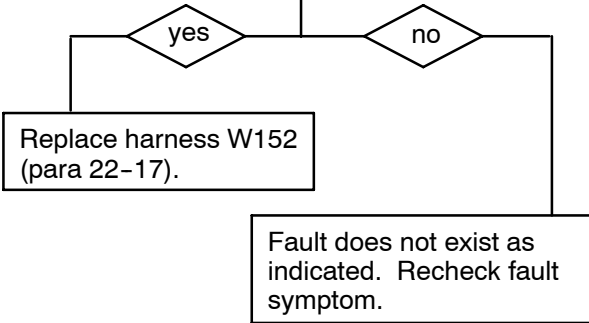 yes
no
Replace harness W152
(para 22-17).
Fault does not exist as
indicated.  Recheck fault
symptom.